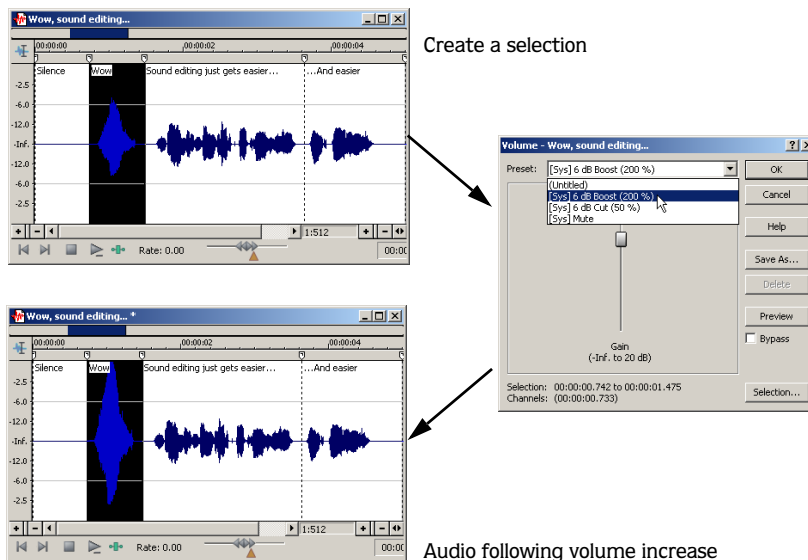 Wow, sound editing...
00:00:00 ,00:00:02 ,00:00:04
Silence Wow Sound editing just gets easier... ...And easier
-2.5
-6.0
-12.0
-Inf.
-12.0
-6.0
-2.5
Rate: 0.00 1:512 00:00
Create a selection
Volume - Wow, sound editing...
Preset: [Sys] 6 dB Boost (200 %)
(Untitled)
[Sys] 6 dB Boost (200 %)
[Sys] 6 dB Cut (50 %)
[Sys] Mute
OK
Cancel
Help
Save As...
Delete
Preview
Bypass
Gain
(-Inf. to 20 dB)
Selection: 00:00:00.742 to 00:00:01.475
Channels: (00:00:00.733)
Selection...
Wow, sound editing... *
00:00:00 ,00:00:02 ,00:00:04
Silence Wow Sound editing just gets easier... ...And easier
-2.5
-6.0
-12.0
-Inf.
-12.0
-6.0
-2.5
Rate: 0.00 1:512 00:00
Audio following volume increase